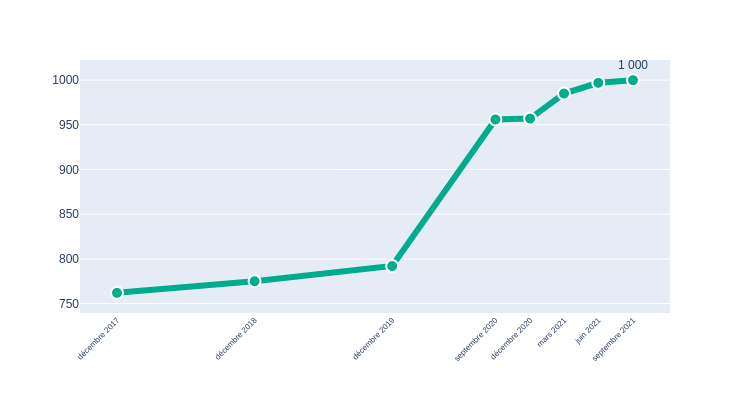 1 000
1000
950
900
850
800
750
décembre 2017
décembre 2018
décembre 2019
septembre 2020
décembre 2020
mars 2021
juin 2021
septembre 2021